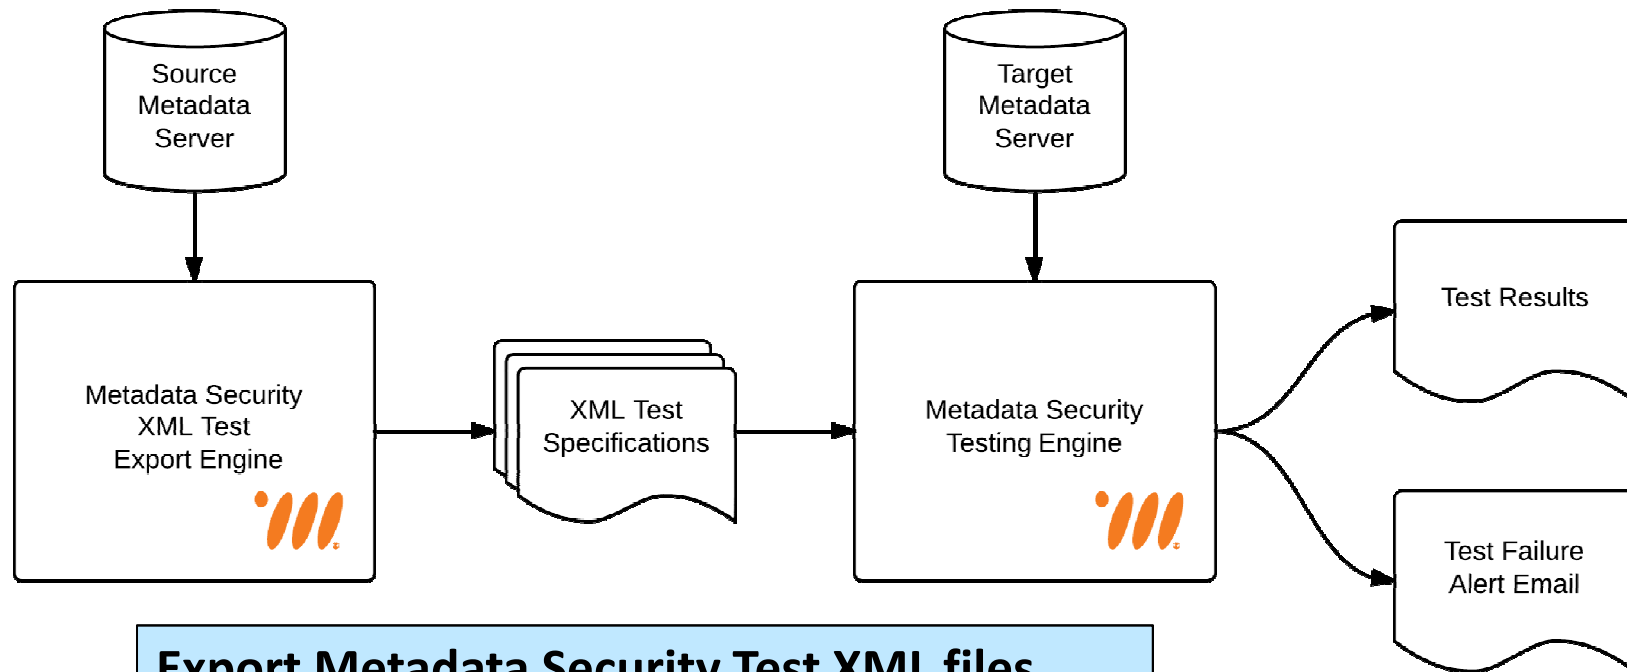 Source
Metadata
Server
Target
Metadata
Server
Metadata Security
XML Test
Export Engine
XML Test
Specifications
Metadata Security
Testing Engine
Test Results
Test Failure
Alert Email
Export Metadata Security Test XML files